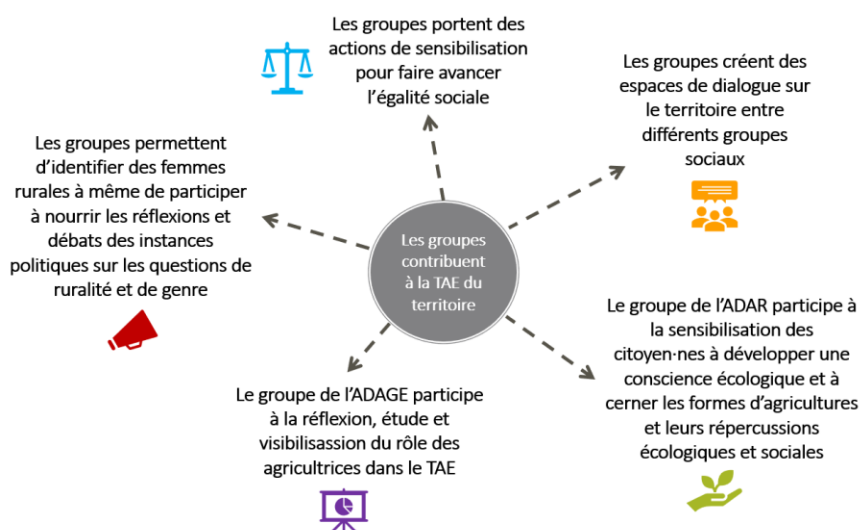 Les groupes portent des
actions de sensibilisation
pour faire avancer
l'égalité sociale
Les groupes créent des
espaces de dialogue sur
le territoire entre
différents groupes
sociaux
Les groupes permettent
d'identifier des femmes
rurales à même de participer
à nourrir les réflexions et
débats des instances
politiques sur les questions de
ruralité et de genre
Les groupes
contribuent
à la TAE du
territoire
Le groupe de l'ADAR participe à
la sensibilisation des
citoyen·nes à développer une
conscience écologique et à
cerner les formes d'agricultures
et leurs répercussions
écologiques et sociales
Le groupe de l'ADAGE participe
à la réflexion, étude et
visibilisassion du rôle des
agricultrices dans le TAE